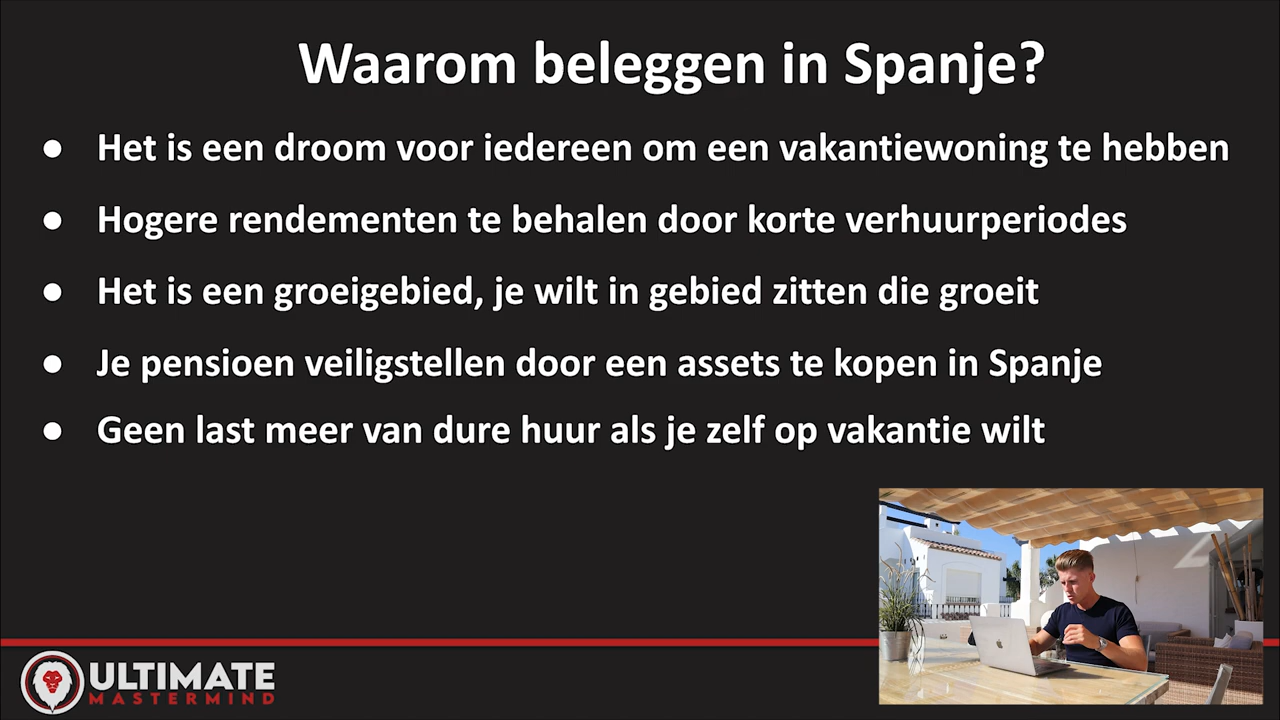 Waarom beleggen in Spanje?
● Het is een droom voor iedereen om een vakantiewoning te hebben
● Hogere rendementen te behalen door korte verhuurperiodes
● Het is een groeigebied, je wilt in gebied zitten die groeit
● Je pensioen veiligstellen door een assets te kopen in Spanje
● Geen last meer van dure huur als je zelf op vakantie wilt
ULTIMATE
MASTERMIND